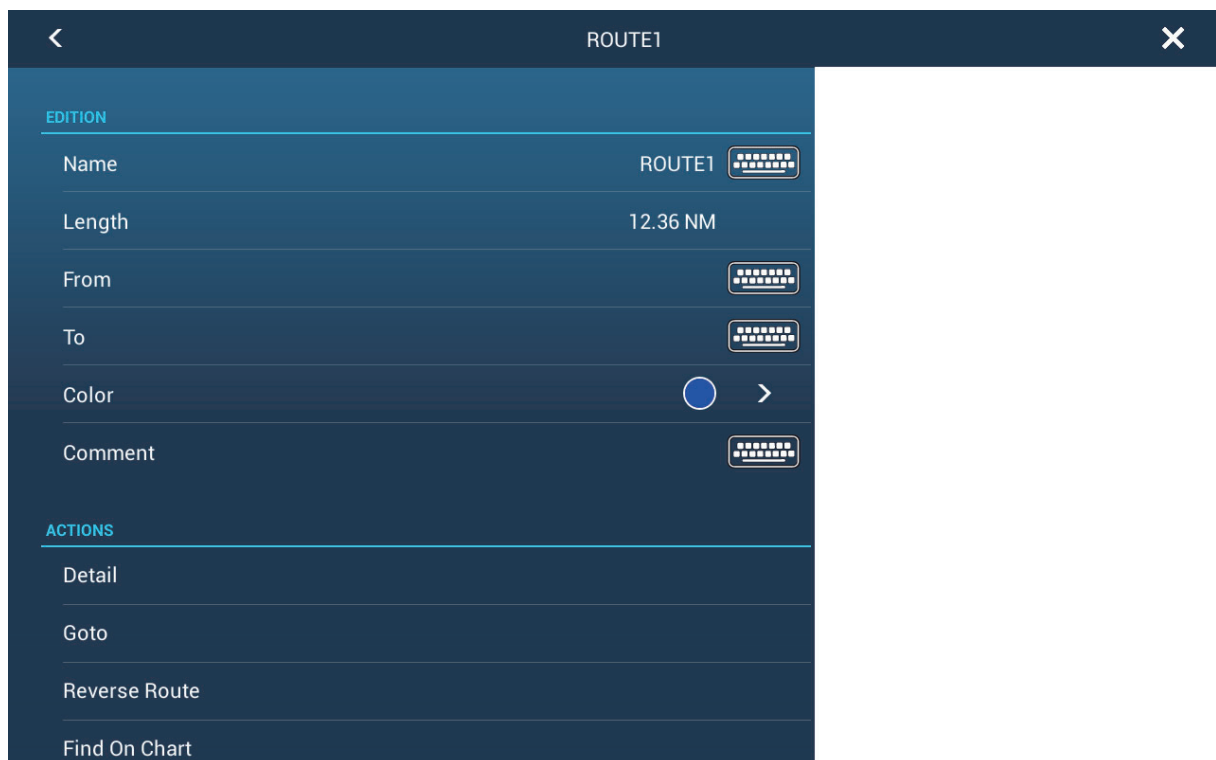 ROUTE1
EDITION
Name ROUTE1
Length 12.36 NM
From
To
Color
Comment
ACTIONS
Detail
Goto
Reverse Route
Find On Chart